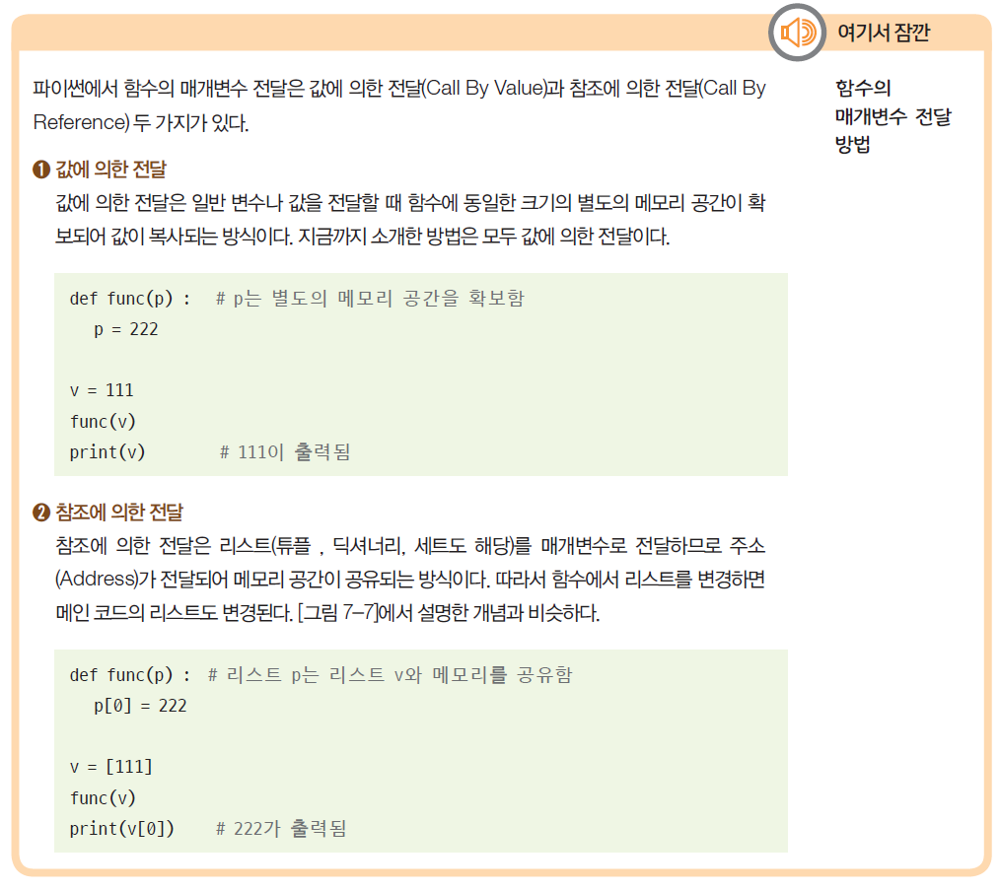 여기서 잠깐
함수의
매개변수 전달
방법
파이썬에서 함수의 매개변수 전달은 값에 의한 전달(Call By Value)과 참조에 의한 전달(Call By
Reference) 두 가지가 있다.
❶ 값에 의한 전달
값에 의한 전달은 일반 변수나 값을 전달할 때 함수에 동일한 크기의 별도의 메모리 공간이 확
보되어 값이 복사되는 방식이다. 지금까지 소개한 방법은 모두 값에 의한 전달이다.
def func(p) : # p는 별도의 메모리 공간을 확보함
p = 222
v = 111
func(v)
print(v) # 111이 출력됨
❷ 참조에 의한 전달
참조에 의한 전달은 리스트(튜플 , 딕셔너리, 세트도 해당)를 매개변수로 전달하므로 주소
(Address)가 전달되어 메모리 공간이 공유되는 방식이다. 따라서 함수에서 리스트를 변경하면
메인 코드의 리스트도 변경된다. [그림 7–7]에서 설명한 개념과 비슷하다.
def func(p) : # 리스트 p는 리스트 v와 메모리를 공유함
p[0] = 222
v = [111]
func(v)
print(v[0]) # 222가 출력됨